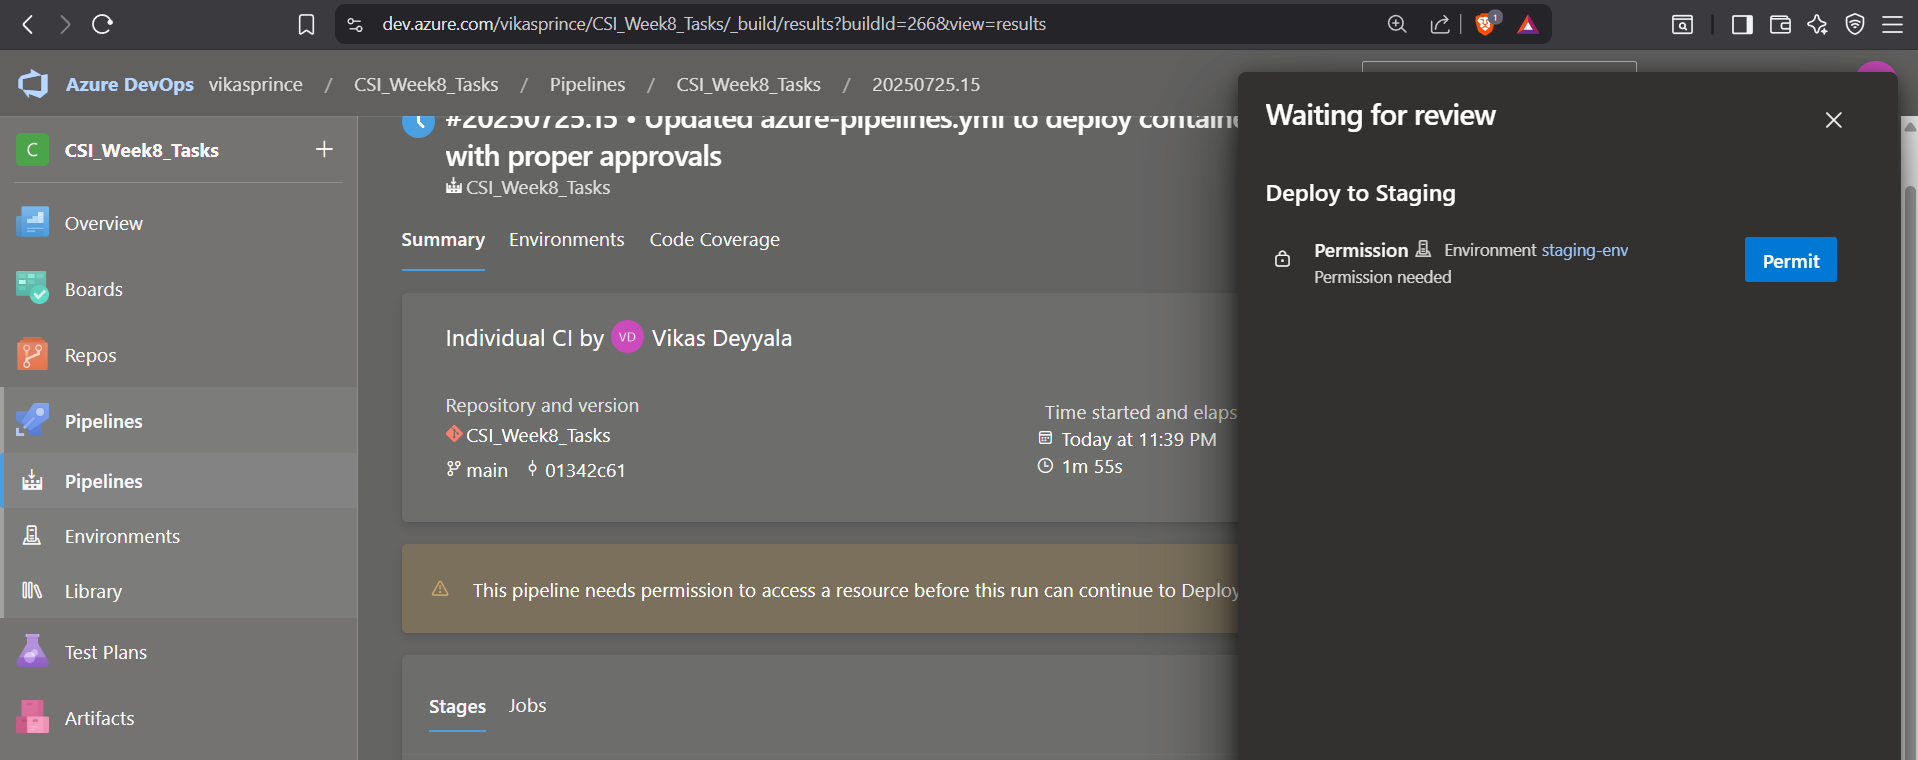 dev.azure.com/vikasprince/CSI_Week8_Tasks/_build/results?buildId=266&view=results
1
Azure DevOps vikasprince / CSI_Week8_Tasks / Pipelines / CSI_Week8_Tasks / 20250725.15
C CSI_Week8_Tasks +
Overview
Boards
Repos
Pipelines
Pipelines
Environments
Library
Test Plans
Artifacts
#20250725.15 • Updated azure-pipelines.yml to deploy containe
with proper approvals
CSI_Week8_Tasks
Summary Environments Code Coverage
Individual CI by VD Vikas Deyyala
Repository and version
CSI_Week8_Tasks
main 01342c61
Time started and elaps
Today at 11:39 PM
1m 55s
This pipeline needs permission to access a resource before this run can continue to Deploy
Stages Jobs
Waiting for review
Deploy to Staging
Permission Environment staging-env
Permission needed
Permit